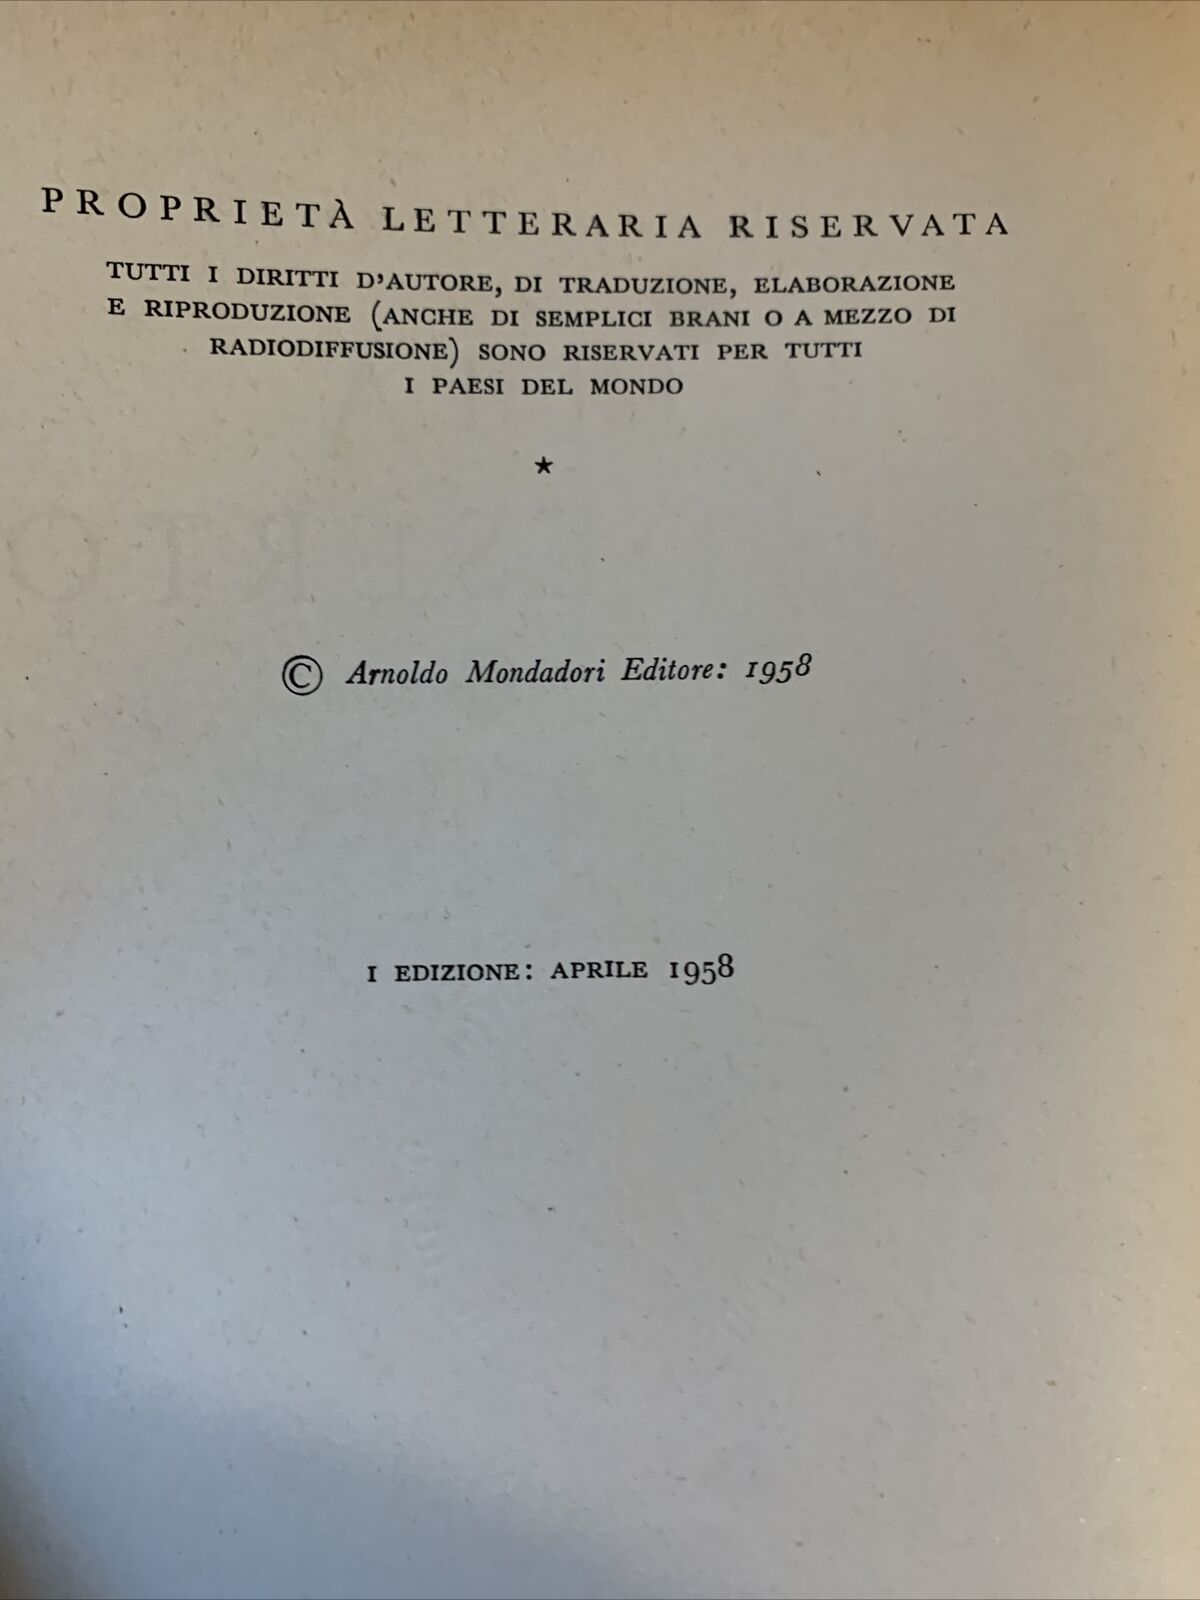 PROPRIETÀ LETTERARIA RISERVATA
TUTTI I DIRITTI D'AUTORE, DI TRADUZIONE, ELABORAZIONE
E RIPRODUZIONE (ANCHE DI SEMPLICI BRANI O A MEZZO DI
RADIODIFFUSIONE) SONO RISERVATI PER TUTTI
I PAESI DEL MONDO
★
© Arnoldo Mondadori Editore: 1958
I EDIZIONE: APRILE 1958